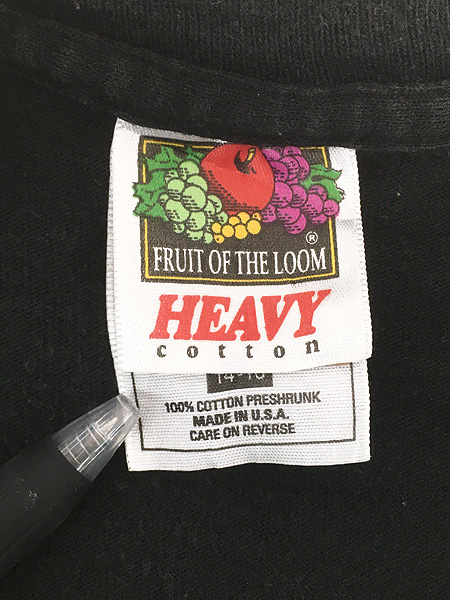 ®
FRUIT OF THE LOOM
HEAVY
cotton
100% COTTON PRESHRUNK
MADE IN U.S.A.
CARE ON REVERSE